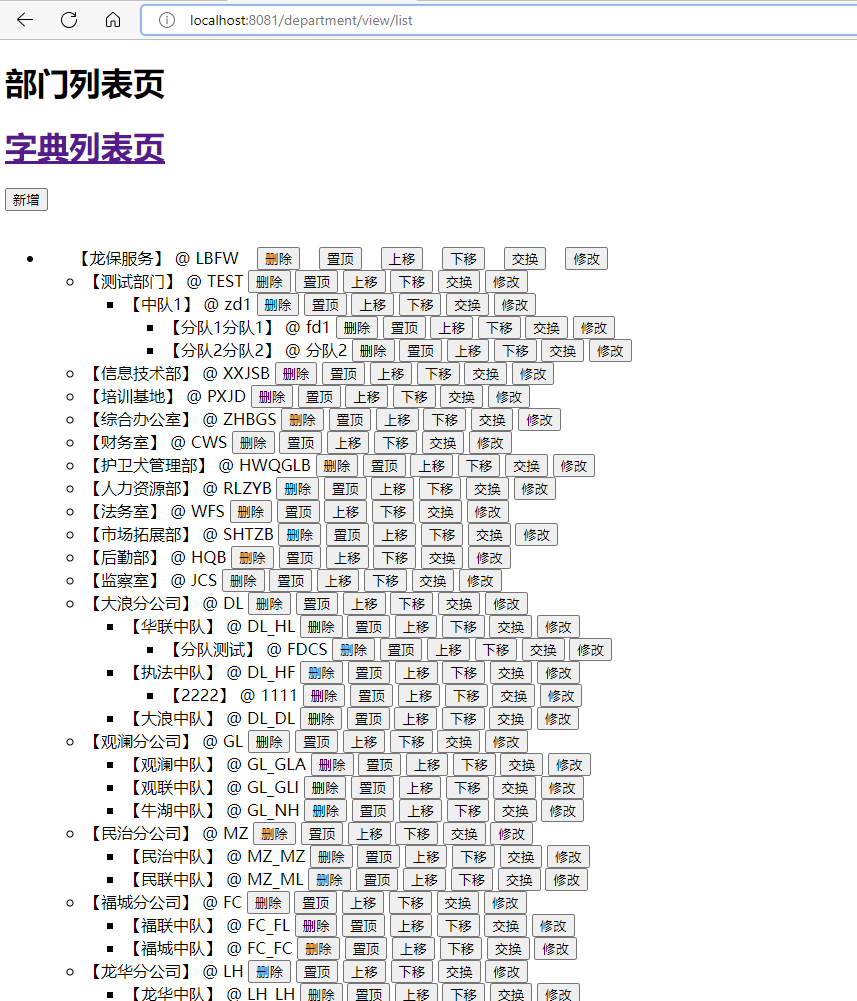 localhost:8081/department/view/list
部门列表页
字典列表页
新增
【龙保服务】 @ LBFW 删除 置顶 上移 下移 交换 修改
【测试部门】 @ TEST 删除 置顶 上移 下移 交换 修改
【中队1】 @ zd1 删除 置顶 上移 下移 交换 修改
【分队1分队1】 @ fd1 删除 置顶 上移 下移 交换 修改
【分队2分队2】 @ 分队2 删除 置顶 上移 下移 交换 修改
【信息技术部】 @ XXJSB 删除 置顶 上移 下移 交换 修改
【培训基地】 @ PXJD 删除 置顶 上移 下移 交换 修改
【综合办公室】 @ ZHBGS 删除 置顶 上移 下移 交换 修改
【财务室】 @ CWS 删除 置顶 上移 下移 交换 修改
【护卫犬管理部】 @ HWQGLB 删除 置顶 上移 下移 交换 修改
【人力资源部】 @ RLZYB 删除 置顶 上移 下移 交换 修改
【法务室】 @ WFS 删除 置顶 上移 下移 交换 修改
【市场拓展部】 @ SHTZB 删除 置顶 上移 下移 交换 修改
【后勤部】 @ HQB 删除 置顶 上移 下移 交换 修改
【监察室】 @ JCS 删除 置顶 上移 下移 交换 修改
【大浪分公司】 @ DL 删除 置顶 上移 下移 交换 修改
【华联中队】 @ DL_HL 删除 置顶 上移 下移 交换 修改
【分队测试】 @ FDCS 删除 置顶 上移 下移 交换 修改
【执法中队】 @ DL_HF 删除 置顶 上移 下移 交换 修改
【2222】 @ 1111 删除 置顶 上移 下移 交换 修改
【大浪中队】 @ DL_DL 删除 置顶 上移 下移 交换 修改
【观澜分公司】 @ GL 删除 置顶 上移 下移 交换 修改
【观澜中队】 @ GL_GLA 删除 置顶 上移 下移 交换 修改
【观联中队】 @ GL_GLI 删除 置顶 上移 下移 交换 修改
【牛湖中队】 @ GL_NH 删除 置顶 上移 下移 交换 修改
【民治分公司】 @ MZ 删除 置顶 上移 下移 交换 修改
【民治中队】 @ MZ_MZ 删除 置顶 上移 下移 交换 修改
【民联中队】 @ MZ_ML 删除 置顶 上移 下移 交换 修改
【福城分公司】 @ FC 删除 置顶 上移 下移 交换 修改
【福联中队】 @ FC_FL 删除 置顶 上移 下移 交换 修改
【福城中队】 @ FC_FC 删除 置顶 上移 下移 交换 修改
【龙华分公司】 @ LH 删除 置顶 上移 下移 交换 修改
【龙华中队】 @ LH_LH 删除 置顶 上移 下移 交换 修改